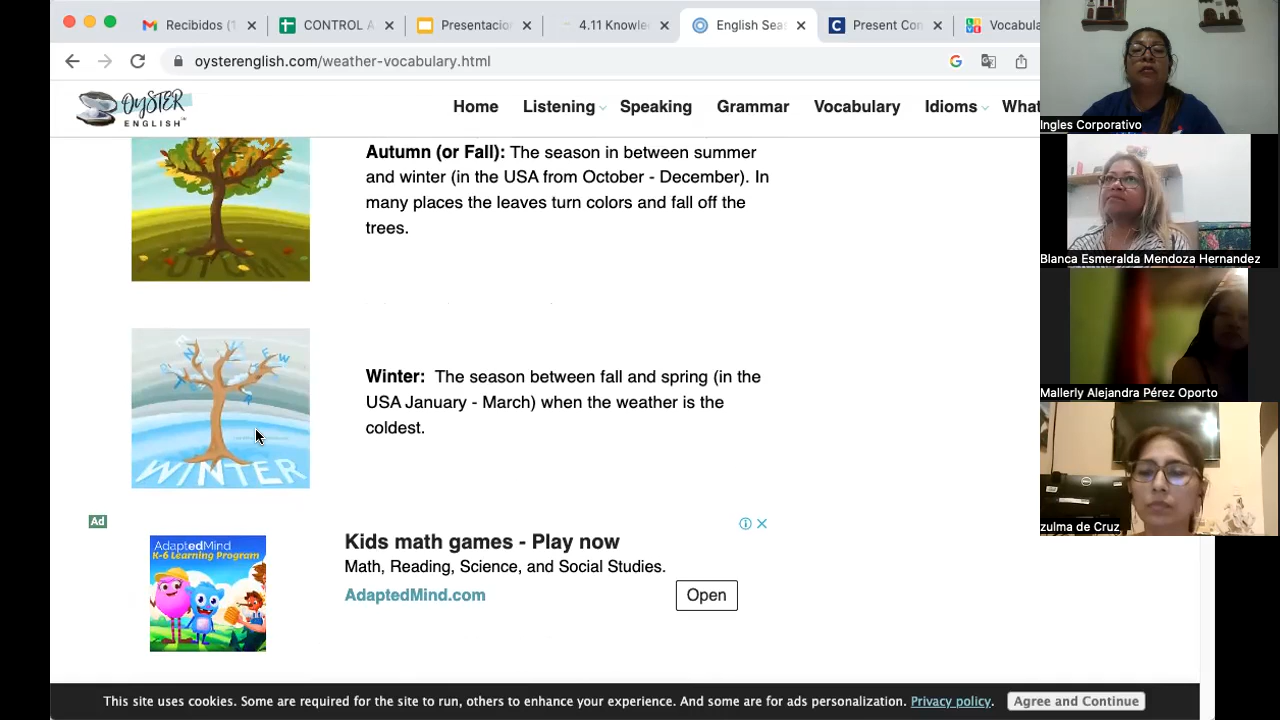 Recibidos (1
CONTROL A
Presentacion
4.11 Knowle
English Sea
Present Con
Vocabula
oysterenglish.com/weather-vocabulary.html
OYSTER
ENGLISH
Home
Listening
Speaking
Grammar
Vocabulary
Idioms
What
Autumn (or Fall): The season in between summer
and winter (in the USA from October - December). In
many places the leaves turn colors and fall off the
trees.
Winter: The season between fall and spring (in the
USA January - March) when the weather is the
coldest.
WINTER
Ad
AdaptedMind
K-6 Learning Program
Kids math games - Play now
Math, Reading, Science, and Social Studies.
AdaptedMind.com
Open
This site uses cookies. Some are required for the site to run, others to enhance your experience. And some are for ads personalization. Privacy policy.
Agree and Continue
Ingles Corporativo
Blanca Esmeralda Mendoza Hernandez
Mallerly Alejandra Pérez Oporto
zulma de Cruz